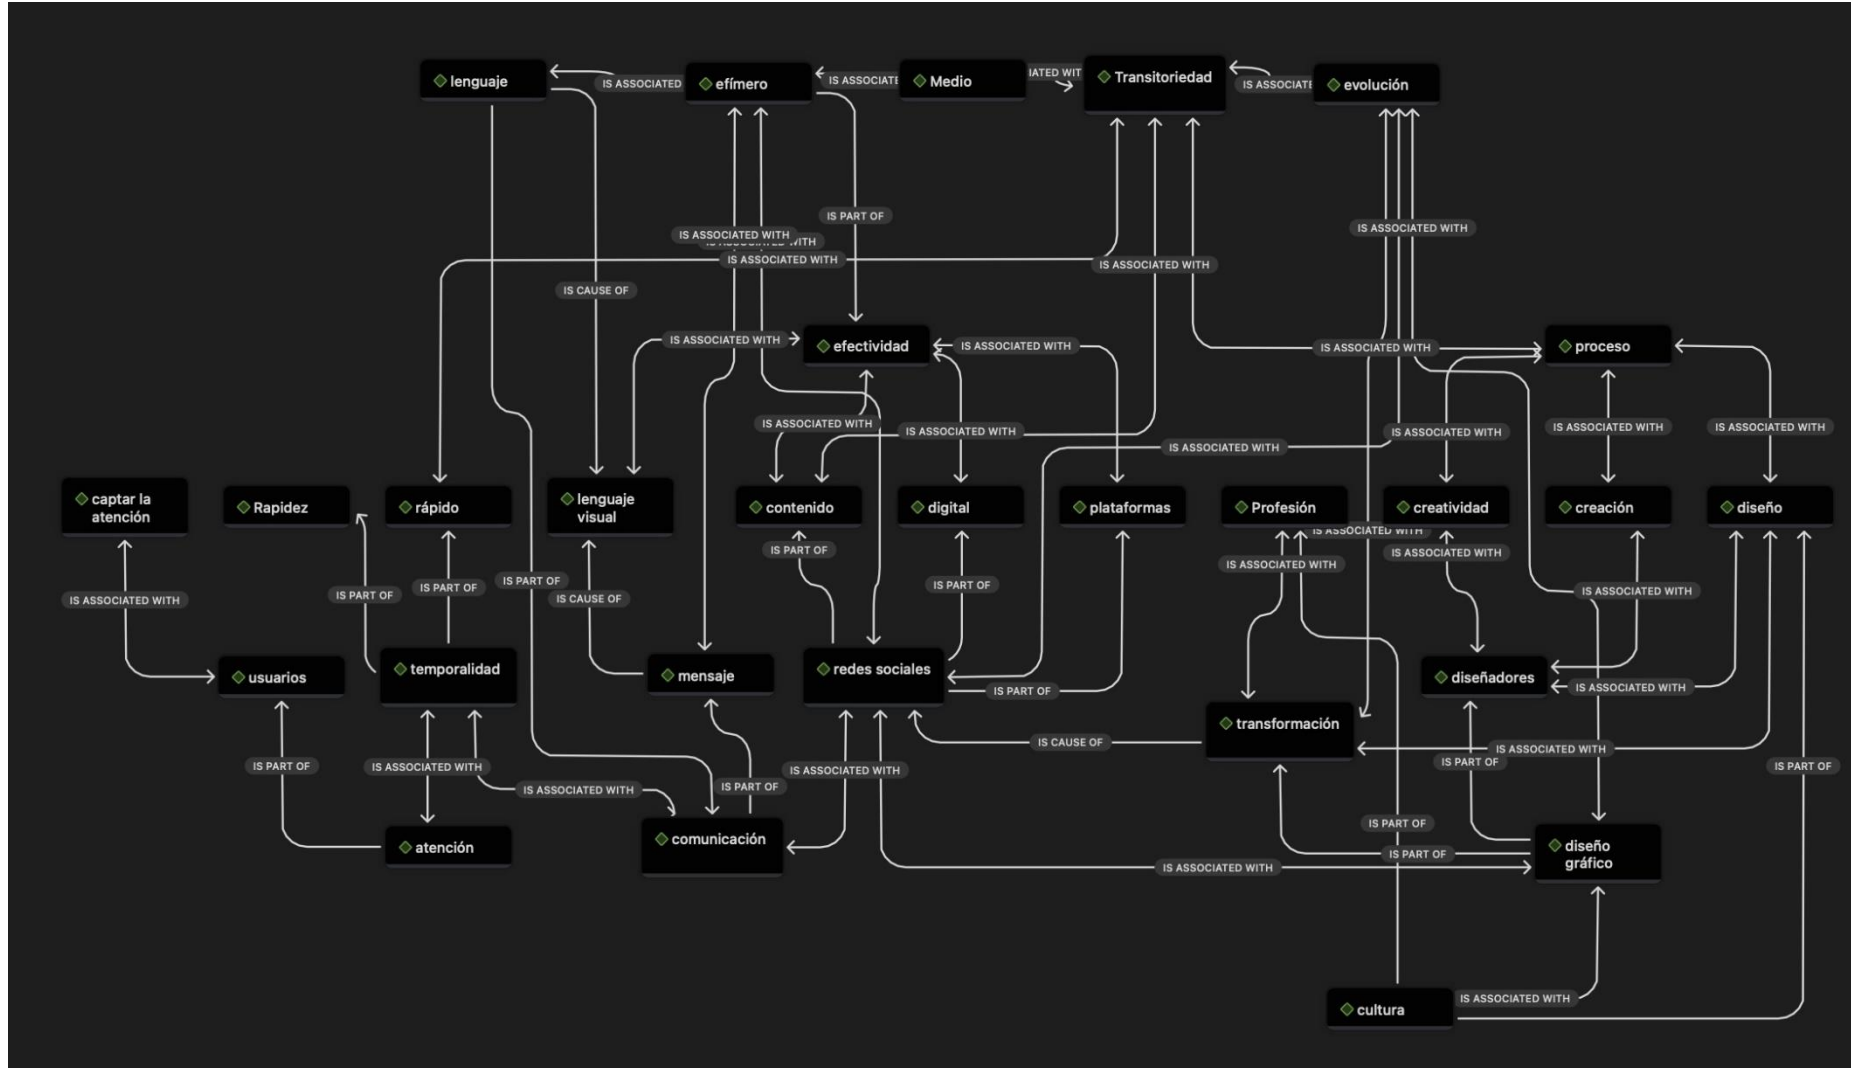 lenguaje
IS ASSOCIATED
efímero
IS ASSOCIATE
Medio
IATED WIT
Transitoriedad
IS ASSOCIATE
evolución
IS PART OF
IS ASSOCIATED WITH
IS ASSOCIATED WITH
IS ASSOCIATED WITH
IS ASSOCIATED WITH
IS ASSOCIATED WITH
IS CAUSE OF
IS ASSOCIATED WITH
efectividad
IS ASSOCIATED WITH
IS ASSOCIATED WITH
proceso
IS ASSOCIATED WITH
IS ASSOCIATED WITH
IS ASSOCIATED WITH
IS ASSOCIATED WITH
IS ASSOCIATED WITH
IS ASSOCIATED WITH
captar la
atención
Rapidez
rápido
lenguaje
visual
contenido
digital
plataformas
Profesión
creatividad
creación
diseño
IS ASSOCIATED WITH
IS PART OF
IS ASSOCIATED WITH
IS ASSOCIATED WITH
IS ASSOCIATED WITH
IS PART OF
IS PART OF
IS PART OF
IS CAUSE OF
IS PART OF
IS ASSOCIATED WITH
usuarios
temporalidad
mensaje
redes sociales
diseñadores
IS PART OF
IS ASSOCIATED WITH
transformación
IS CAUSE OF
IS ASSOCIATED WITH
IS PART OF
IS PART OF
IS ASSOCIATED WITH
IS ASSOCIATED WITH
IS PART OF
IS PART OF
IS ASSOCIATED WITH
atención
comunicación
IS PART OF
IS PART OF
diseño
gráfico
IS ASSOCIATED WITH
cultura
IS ASSOCIATED WITH